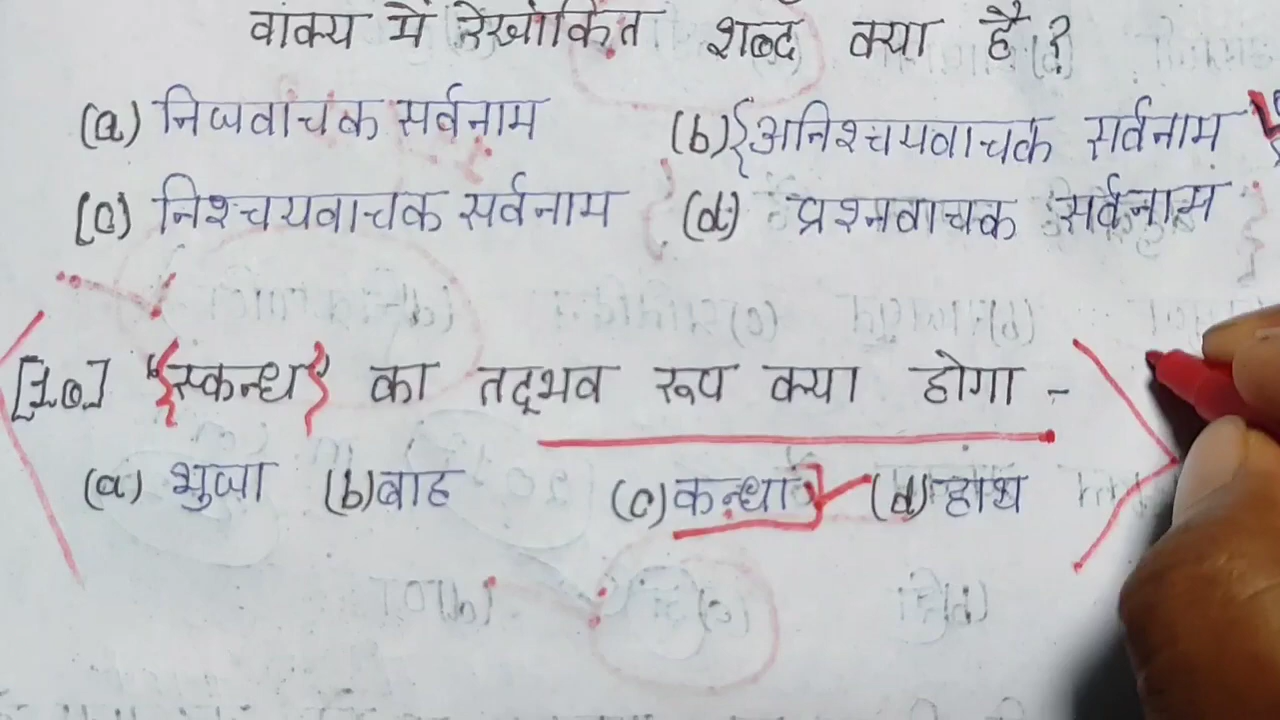 वाक्य में रेखांकित शब्द क्या है ?
(a) निजवाचक सर्वनाम (b) अनिश्चयवाचक सर्वनाम
(c) निश्चयवाचक सर्वनाम (d) प्रश्नवाचक सर्वनाम
[10.] "स्कन्ध" का तद्भव रूप क्या होगा -
(a) भुजा (b) बाह (c) कन्धा (d) हाथ